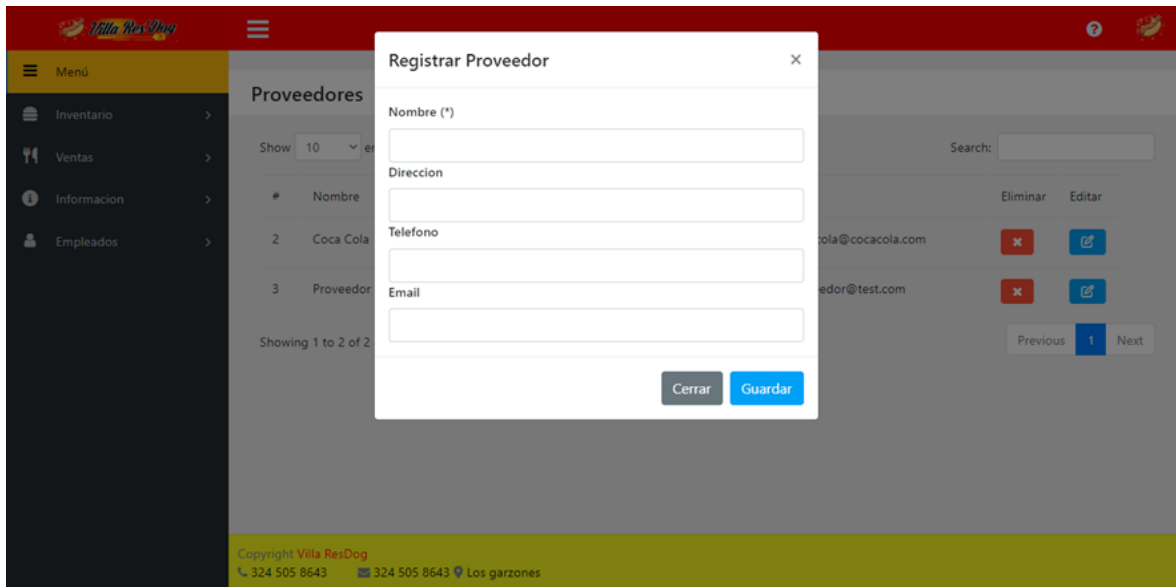 Villa Res'Dog
Menú
Inventario
Ventas
Informacion
Empleados
Proveedores
Show 10
Search:
# Nombre Eliminar Editar
2 Coca Cola cola@cocacola.com
3 Proveedor edor@test.com
Showing 1 to 2 of 2
Previous 1 Next
Registrar Proveedor ×
Nombre (*)
Direccion
Telefono
Email
Cerrar Guardar
Copyright Villa ResDog
324 505 8643 324 505 8643 Los garzones